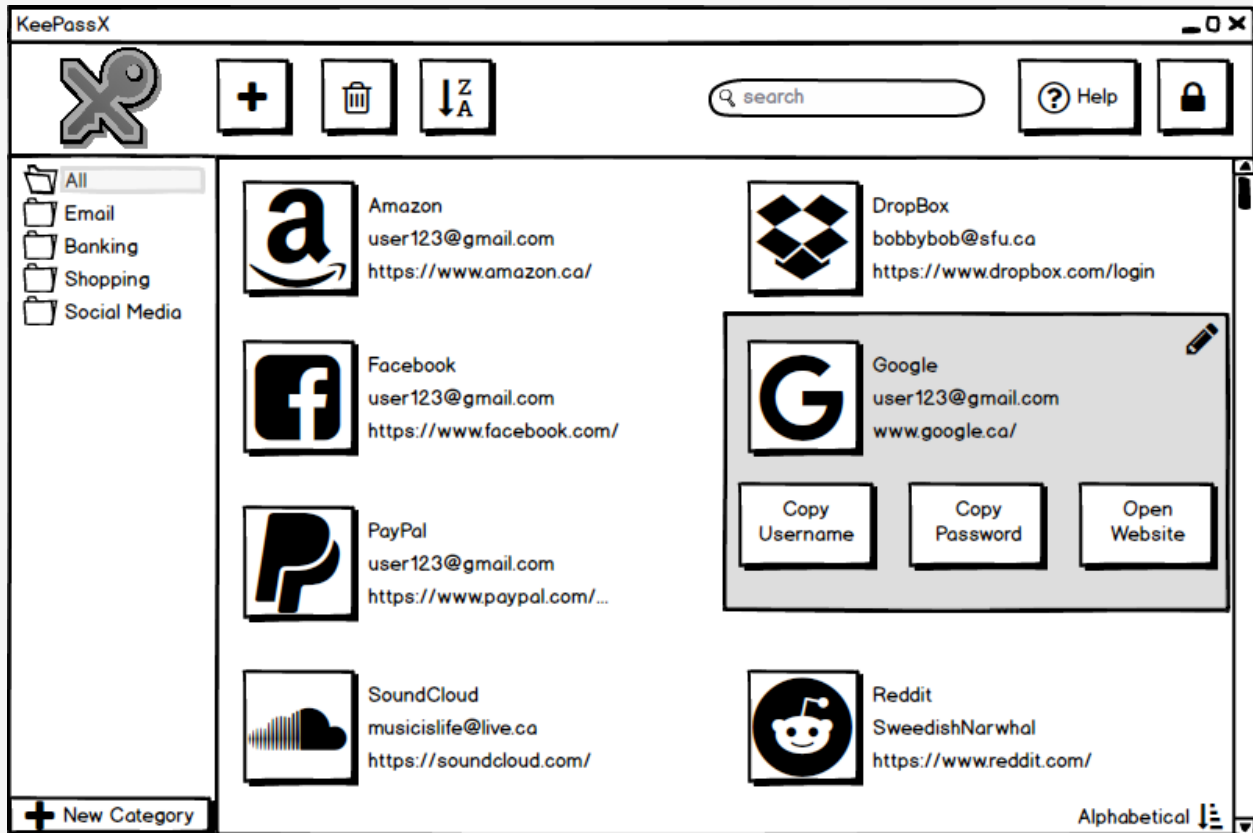 KeePassX
Z
A
search
Help
All
Email
Banking
Shopping
Social Media
New Category
Amazon
user123@gmail.com
https://www.amazon.ca/
DropBox
bobbybob@sfu.ca
https://www.dropbox.com/login
Facebook
user123@gmail.com
https://www.facebook.com/
Google
user123@gmail.com
www.google.ca/
Copy
Username
Copy
Password
Open
Website
PayPal
user123@gmail.com
https://www.paypal.com/...
SoundCloud
musicislife@live.ca
https://soundcloud.com/
Reddit
SweedishNarwhal
https://www.reddit.com/
Alphabetical